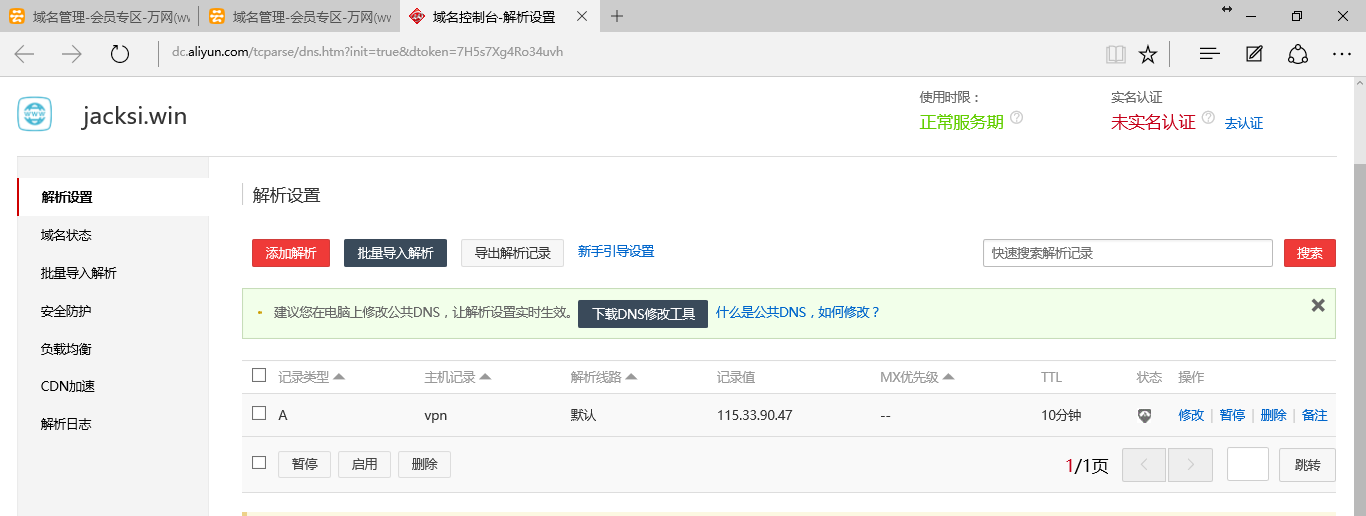 域名管理-会员专区-万网(wv 域名管理-会员专区-万网(ww 域名控制台-解析设置
dc.aliyun.com/tcparse/dns.htm?init=true&dtoken=7H5s7Xg4Ro34uvh
www
jacksi.win
使用时限： 实名认证
正常服务期 ? 未实名认证 ? 去认证
解析设置
域名状态
批量导入解析
安全防护
负载均衡
CDN加速
解析日志
解析设置
添加解析 批量导入解析 导出解析记录 新手引导设置 快速搜索解析记录 搜索
建议您在电脑上修改公共DNS，让解析设置实时生效。 下载DNS修改工具 什么是公共DNS，如何修改？
记录类型 主机记录 解析线路 记录值 MX优先级 TTL 状态 操作
A vpn 默认 115.33.90.47 -- 10分钟 修改 | 暂停 | 删除 | 备注
暂停 启用 删除 1/1页 < > 跳转